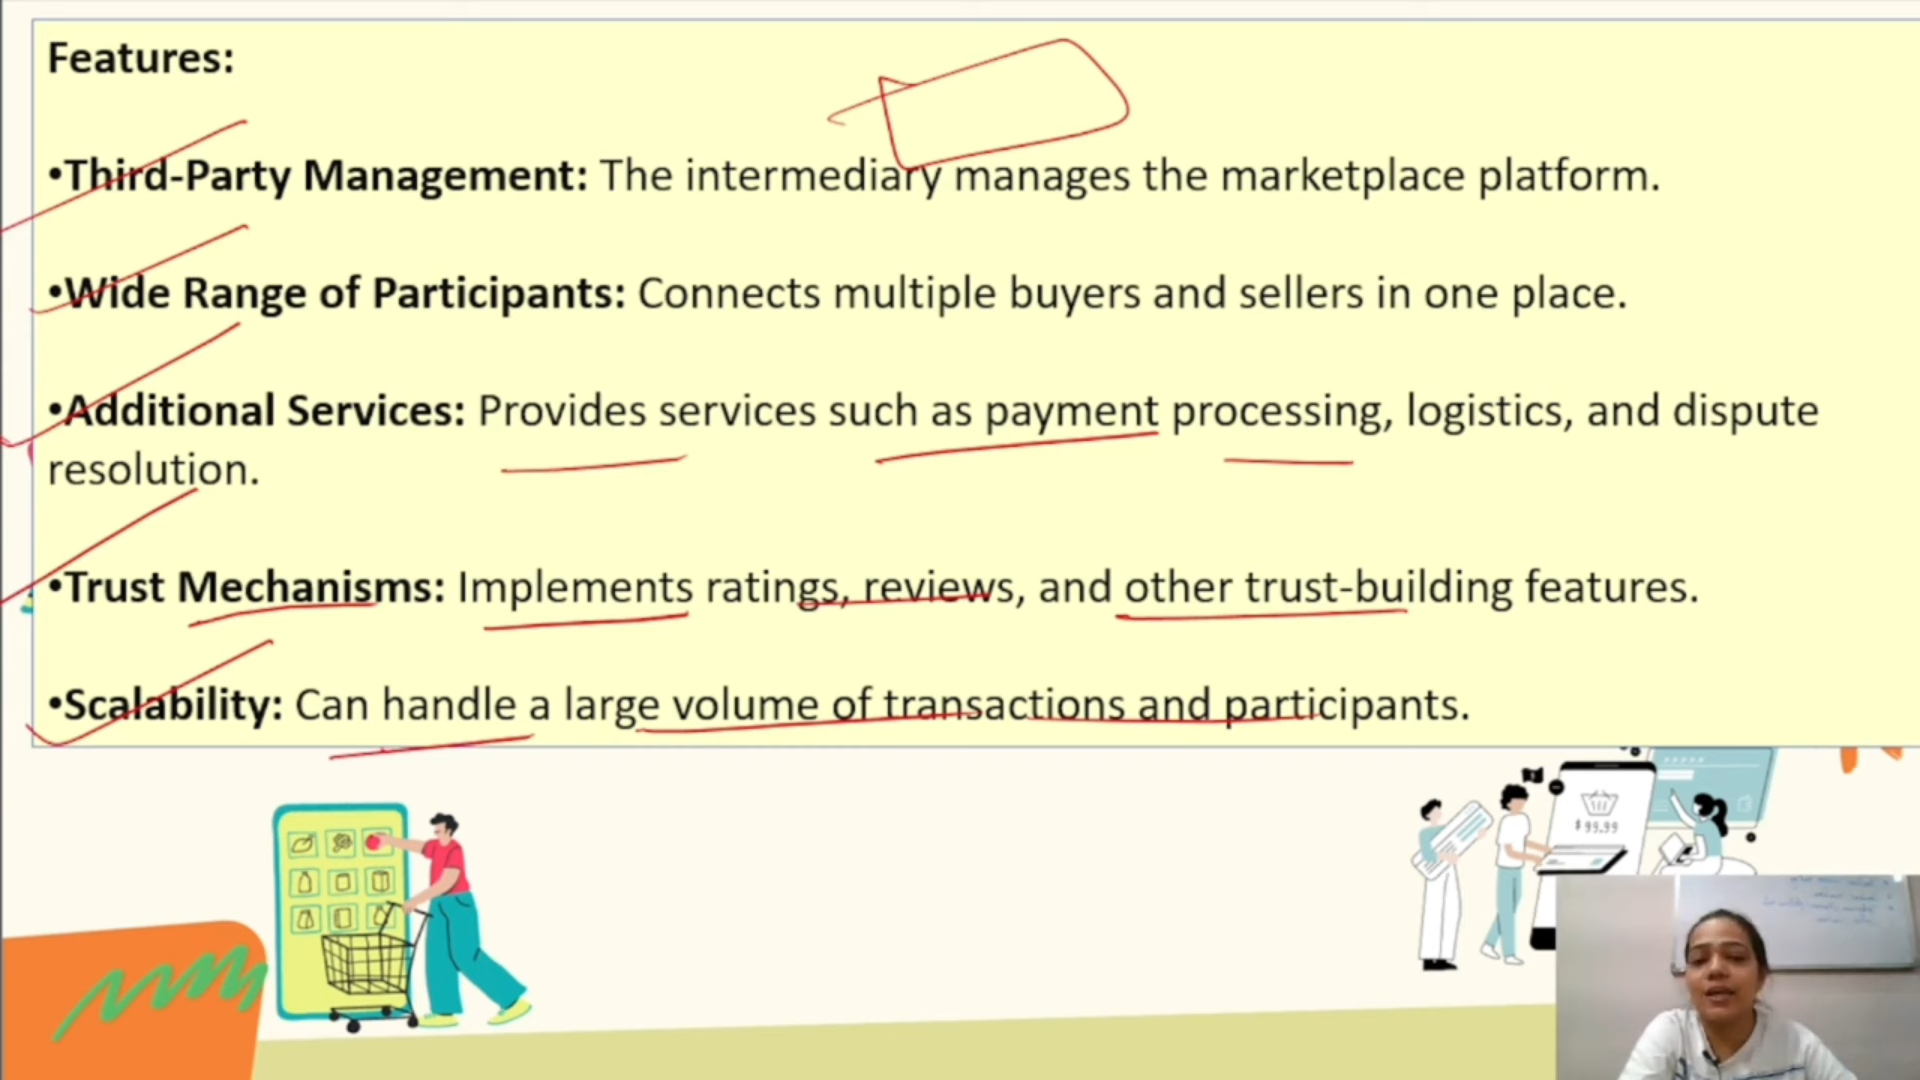 Features:
•Third-Party Management: The intermediary manages the marketplace platform.
•Wide Range of Participants: Connects multiple buyers and sellers in one place.
•Additional Services: Provides services such as payment processing, logistics, and dispute
resolution.
•Trust Mechanisms: Implements ratings, reviews, and other trust-building features.
•Scalability: Can handle a large volume of transactions and participants.
$99.99